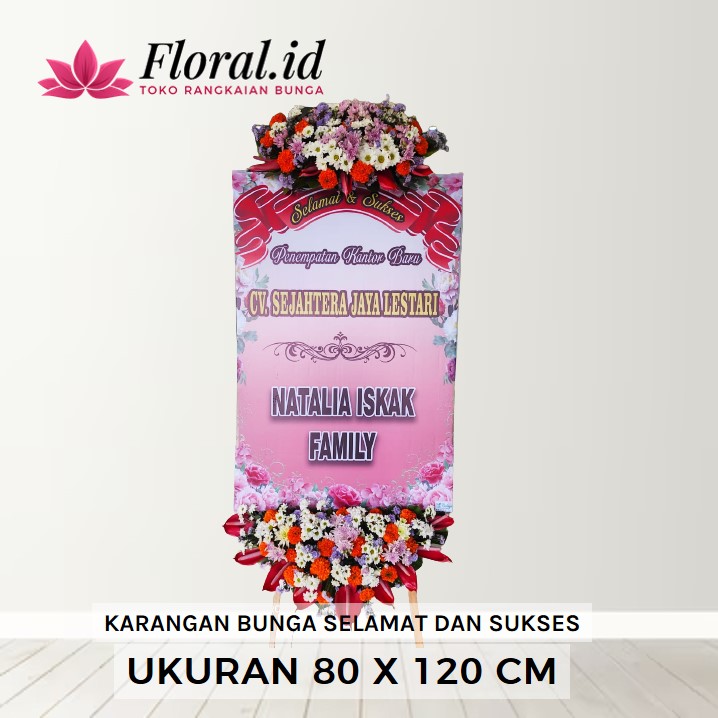 Floral.id
TOKO RANGKAIAN BUNGA
Selamat & Sukses
Penempatan Kantor Baru
CV. SEJAHTERA JAYA LESTARI
NATALIA ISKAK
FAMILY
KARANGAN BUNGA SELAMAT DAN SUKSES
UKURAN 80 X 120 CM